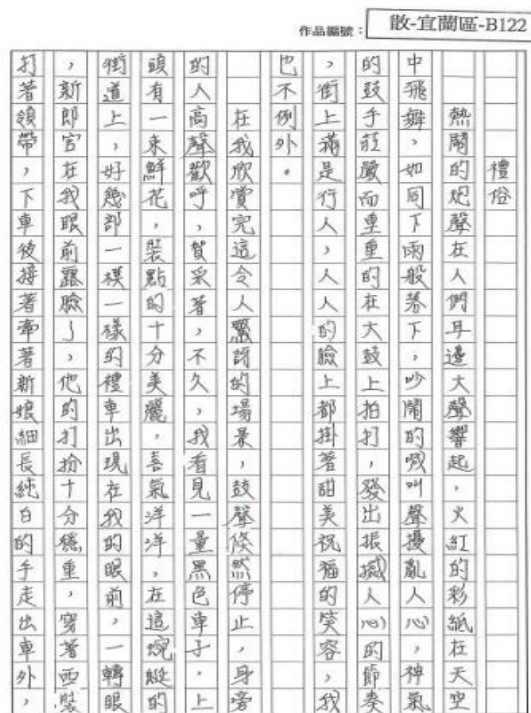 作品編號：散-宜蘭區-B122
禮俗
熱鬧的炮聲在人們耳邊大聲響起，火紅的彩紙在天空
中飛舞，如同下雨般落下，吵鬧的喊叫聲擾亂人心，神氣
的鼓手莊嚴而重重的在大鼓上拍打，發出振撼人心的節奏
，街上滿是行人，人人的臉上都掛著甜美祝福的笑容，我
也不例外。
在我欣賞完這令人驚訝的場景，鼓聲倏然停止，身旁
的人高聲歡呼，賀采著，不久，我看見一量黑色車子，上
頭有一束鮮花，裝點的十分美麗，喜氣洋洋，在這蜿蜒的
街道上，好幾部一模一樣的禮車出現在我的眼前，一轉眼
，新郎官在我眼前露臉了，他的打扮十分穩重，穿著西裝
打著領帶，下車後接著牽著新娘細長純白的手走出車外，